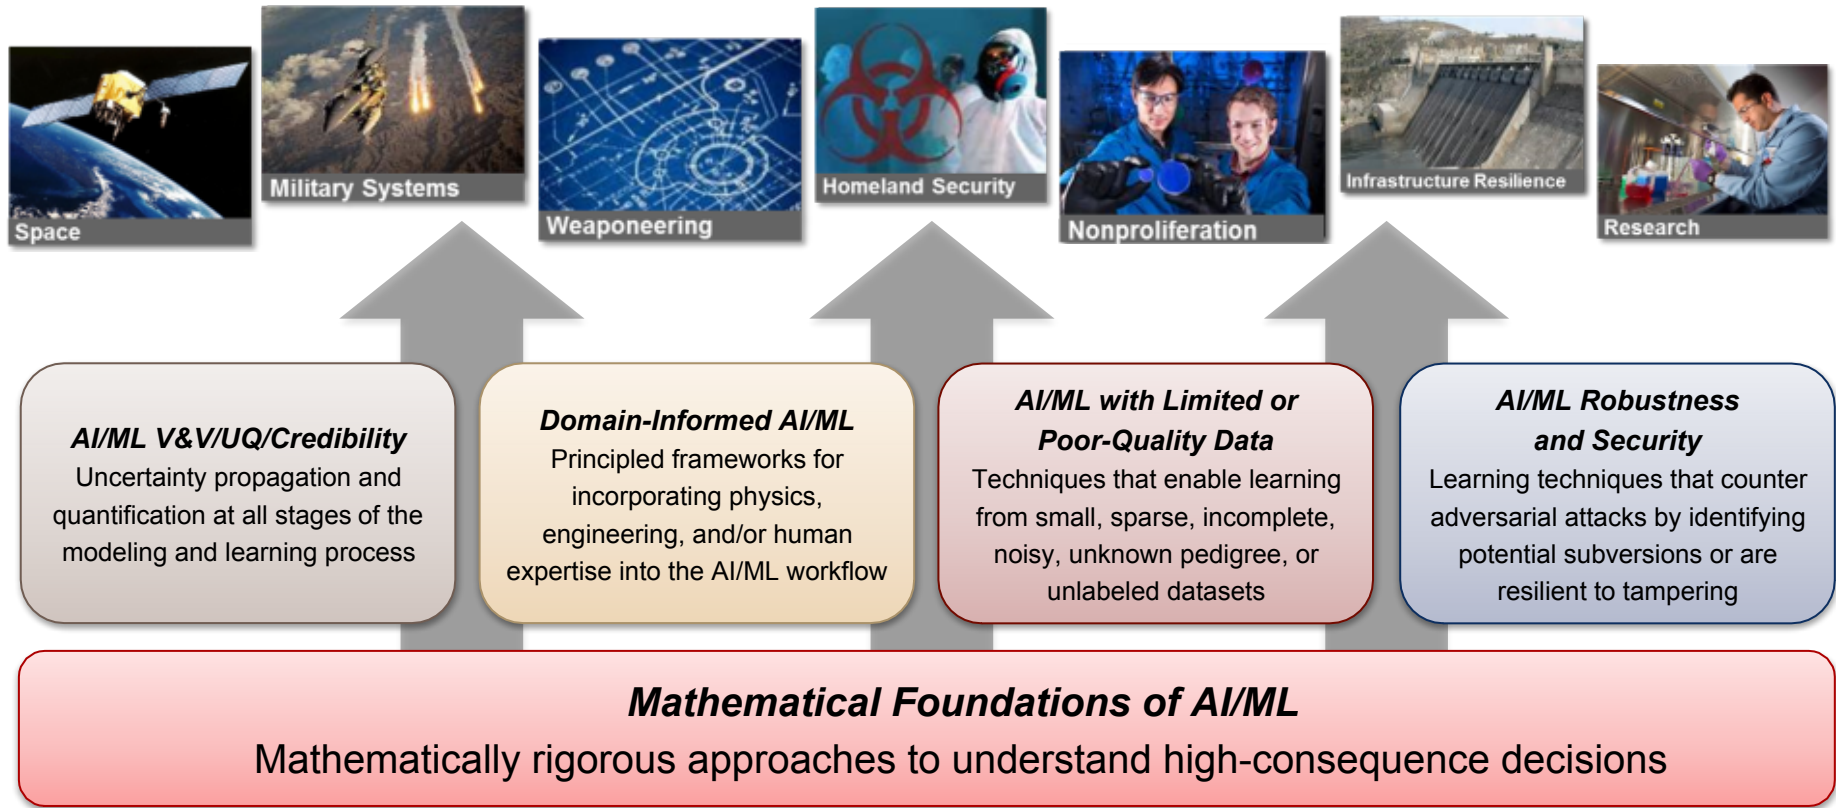 Space
Military Systems
Weaponeering
Homeland Security
Nonproliferation
Infrastructure Resilience
Research
AI/ML V&V/UQ/Credibility
Uncertainty propagation and
quantification at all stages of the
modeling and learning process
Domain-Informed AI/ML
Principled frameworks for
incorporating physics,
engineering, and/or human
expertise into the AI/ML workflow
AI/ML with Limited or
Poor-Quality Data
Techniques that enable learning
from small, sparse, incomplete,
noisy, unknown pedigree, or
unlabeled datasets
AI/ML Robustness
and Security
Learning techniques that counter
adversarial attacks by identifying
potential subversions or are
resilient to tampering
Mathematical Foundations of AI/ML
Mathematically rigorous approaches to understand high-consequence decisions